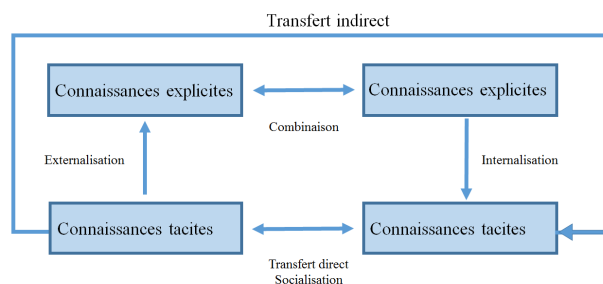 Transfert indirect
Connaissances explicites
Connaissances explicites
Combinaison
Externalisation
Internalisation
Connaissances tacites
Connaissances tacites
Transfert direct
Socialisation